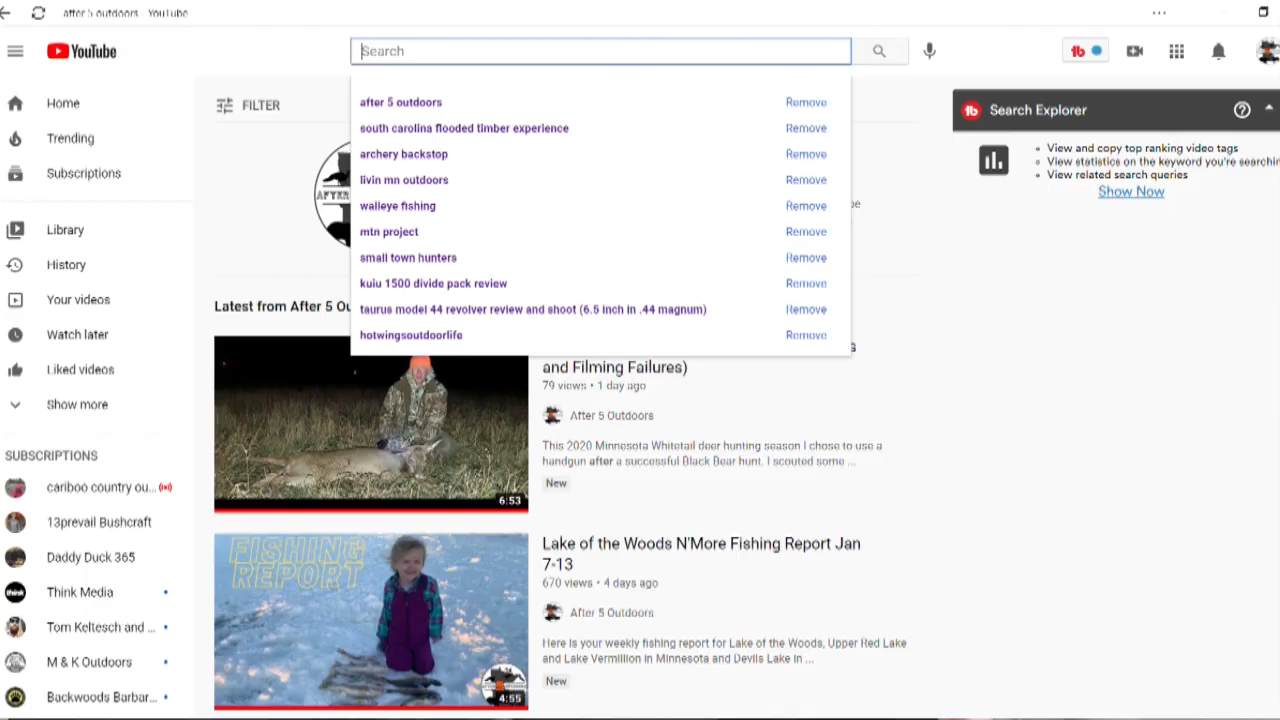 after 5 outdoors - YouTube
YouTube
Search
Home
Trending
Subscriptions
Library
History
Your videos
Watch later
Liked videos
Show more
SUBSCRIPTIONS
cariboo country ou...
13prevail Bushcraft
Daddy Duck 365
Think Media
Tom Keltesch and ...
M & K Outdoors
Backwoods Barbar...
FILTER
after 5 outdoors Remove
south carolina flooded timber experience Remove
archery backstop Remove
livin mn outdoors Remove
walleye fishing Remove
mtn project Remove
small town hunters Remove
kuiu 1500 divide pack review Remove
taurus model 44 revolver review and shoot (6.5 inch in .44 magnum) Remove
hotwingsoutdoorlife Remove
Latest from After 5 Ou
and Filming Failures)
79 views • 1 day ago
After 5 Outdoors
This 2020 Minnesota Whitetail deer hunting season I chose to use a
handgun after a successful Black Bear hunt. I scouted some ...
New
6:53
FISHING
REPORT
4:55
Lake of the Woods N'More Fishing Report Jan
7-13
670 views • 4 days ago
After 5 Outdoors
Here is your weekly fishing report for Lake of the Woods, Upper Red Lake
and Lake Vermillion in Minnesota and Devils Lake in ...
New
tb
Search Explorer
View and copy top ranking video tags
View statistics on the keyword you're searchin
View related search queries
Show Now